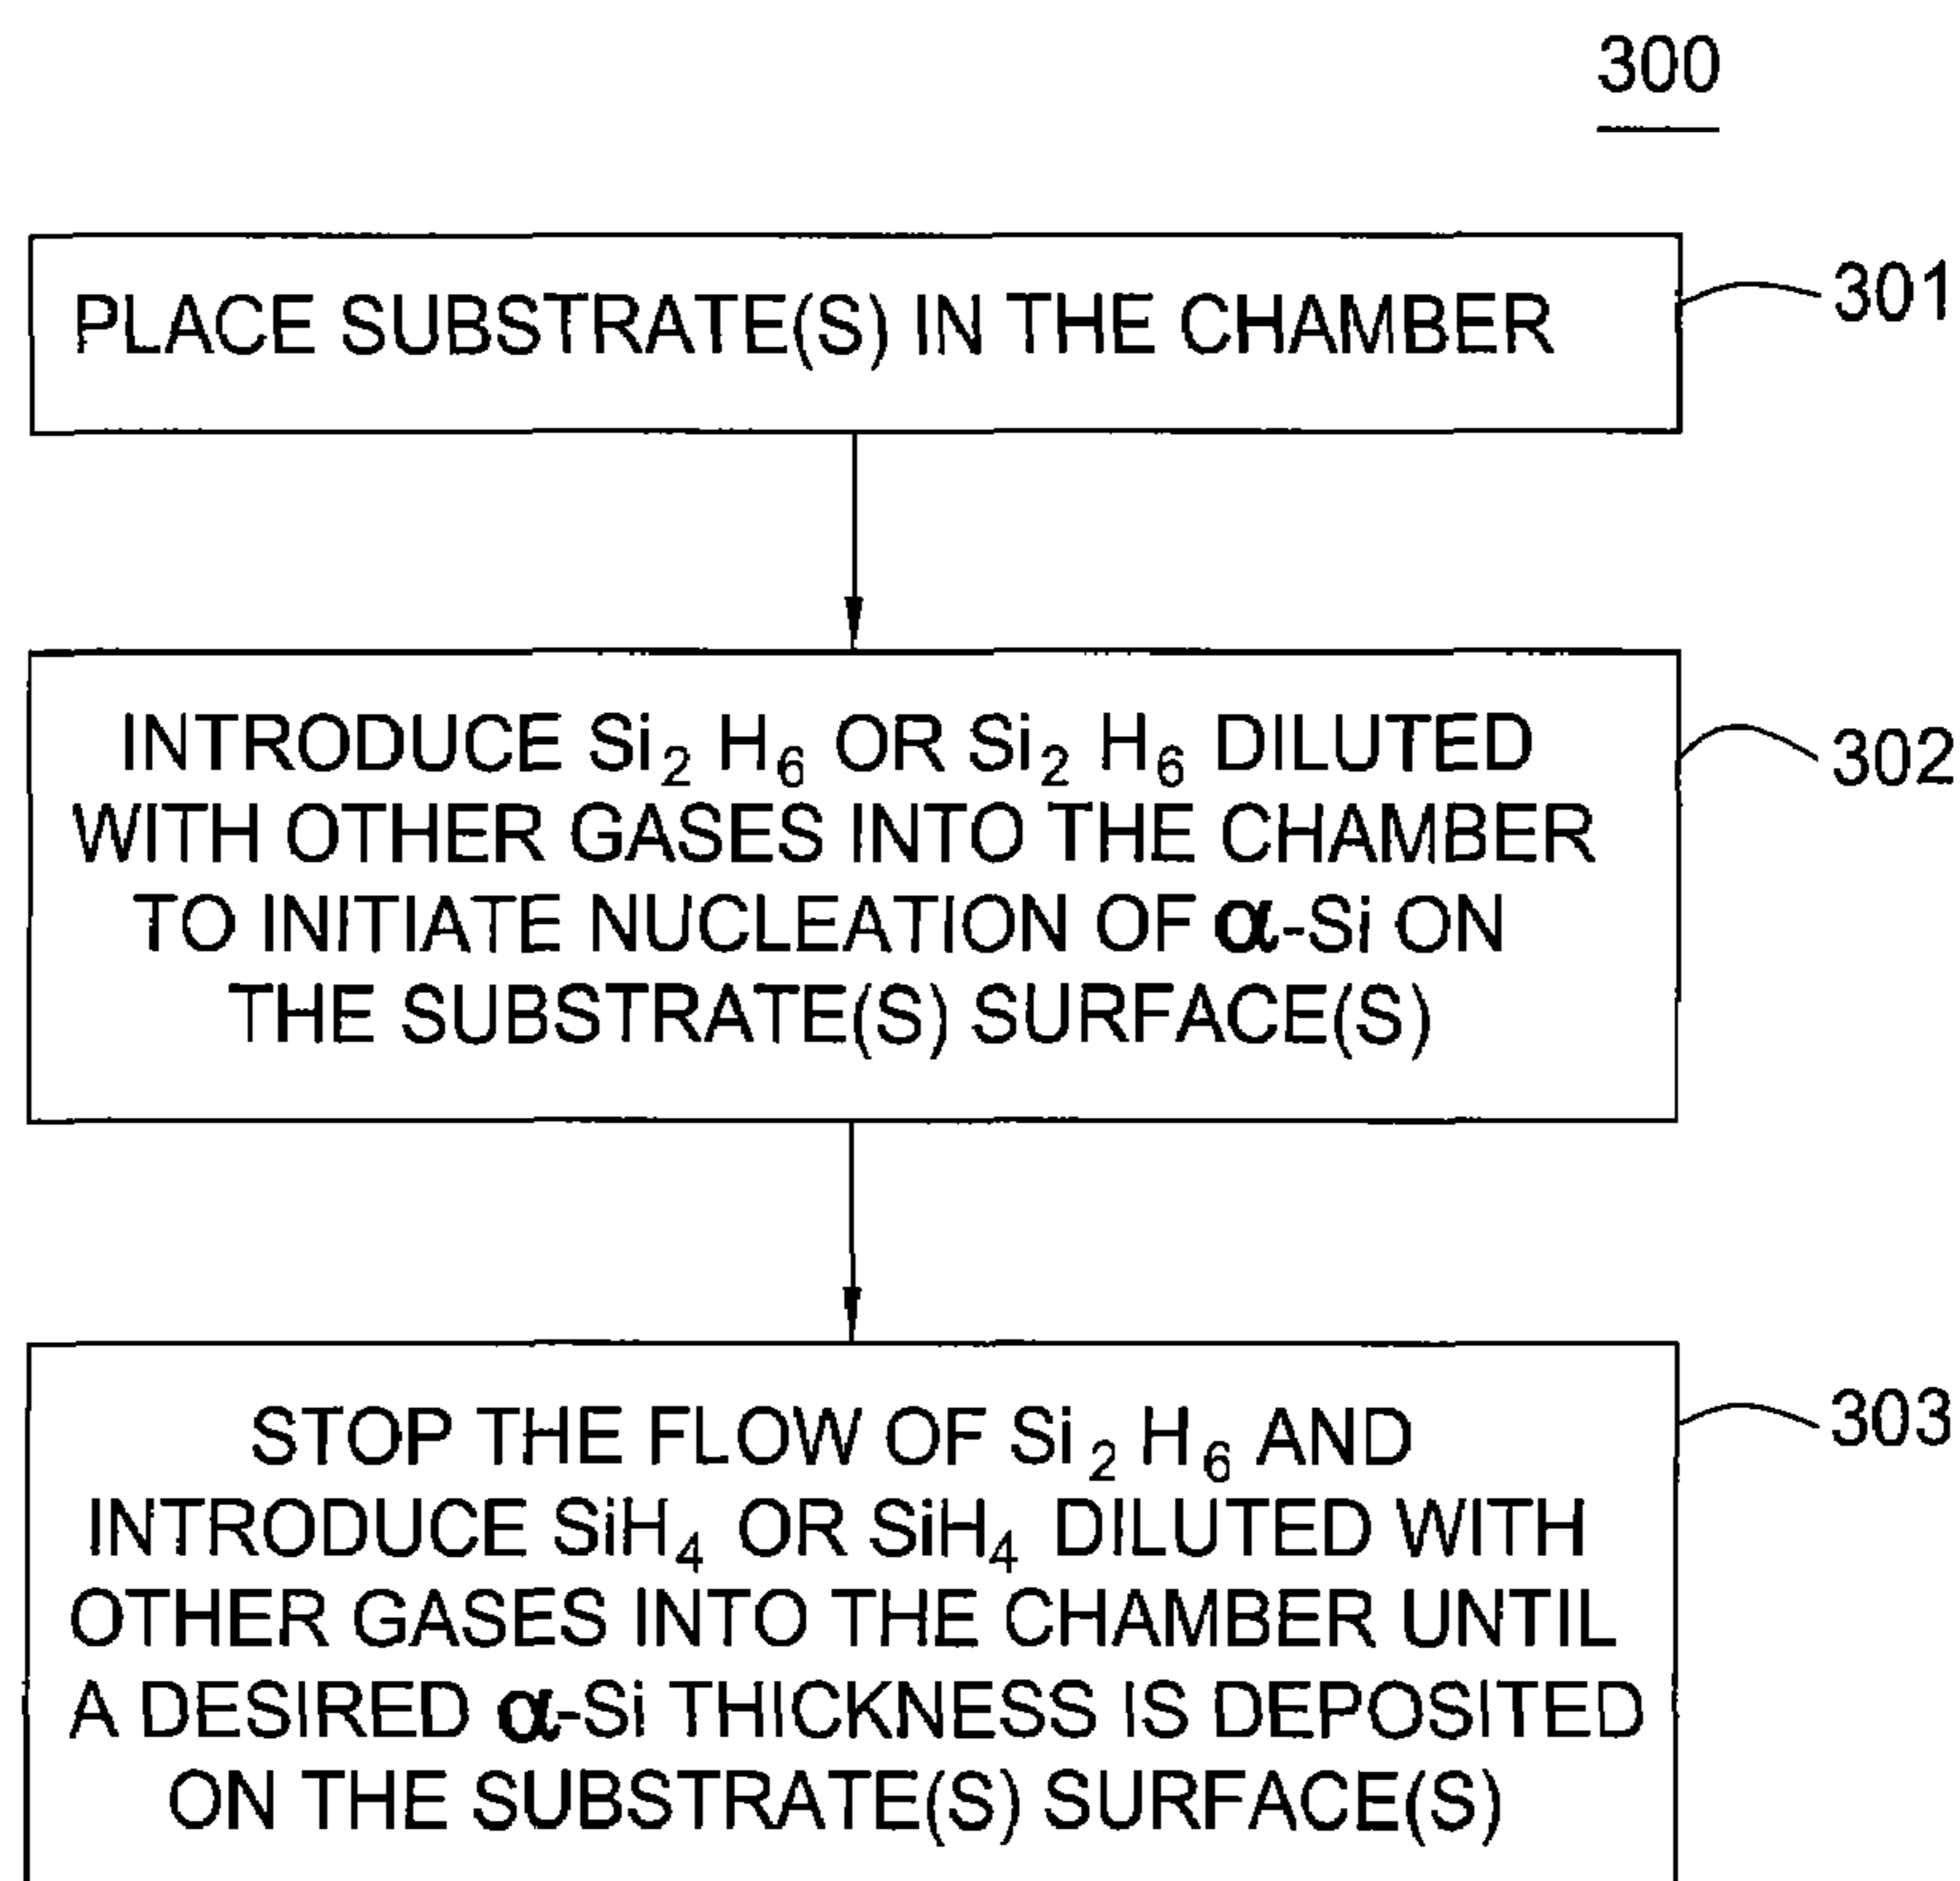 300
PLACE SUBSTRATE(S) IN THE CHAMBER
301
INTRODUCE Si₂ H₆ OR Si₂ H₆ DILUTED
WITH OTHER GASES INTO THE CHAMBER
TO INITIATE NUCLEATION OF α-Si ON
THE SUBSTRATE(S) SURFACE(S)
302
STOP THE FLOW OF Si₂ H₆ AND
INTRODUCE SiH₄ OR SiH₄ DILUTED WITH
OTHER GASES INTO THE CHAMBER UNTIL
A DESIRED α-Si THICKNESS IS DEPOSITED
ON THE SUBSTRATE(S) SURFACE(S)
303